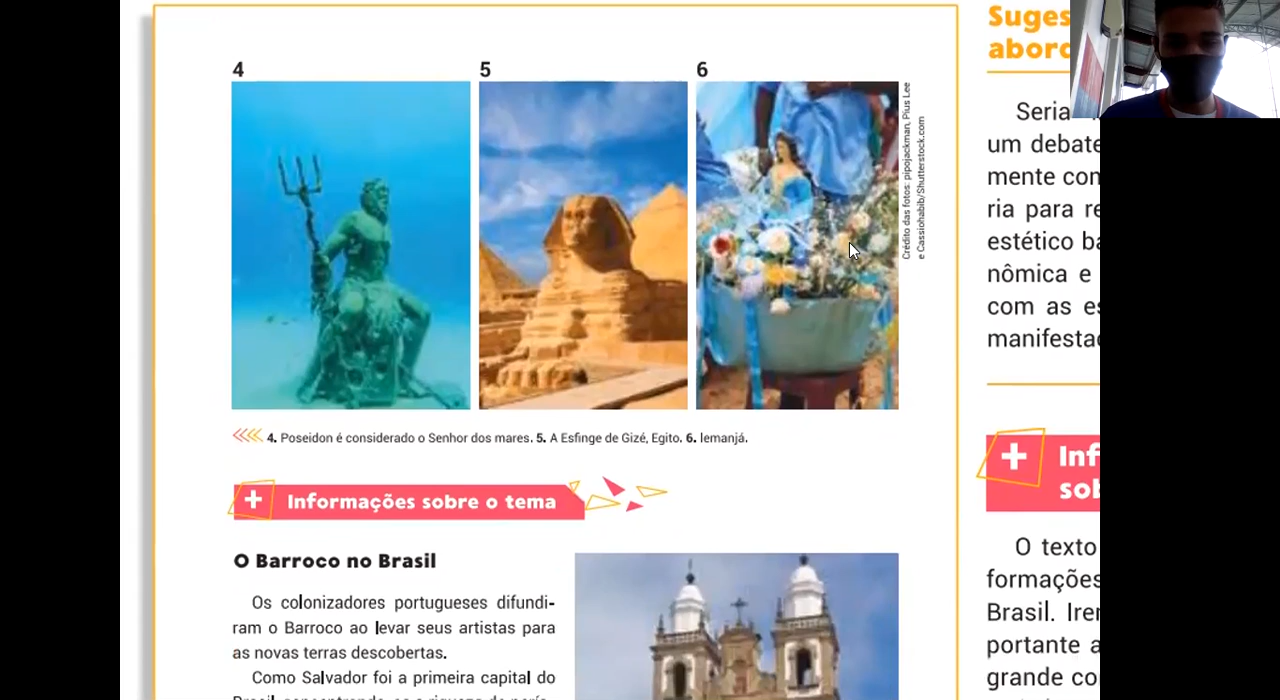 4
5
6
Crédito das fotos: pipojackman, Pius Lee
e Cassiohabib/Shutterstock.com
4. Poseidon é considerado o Senhor dos mares. 5. A Esfinge de Gizé, Egito. 6. Iemanjá.
+ Informações sobre o tema
O Barroco no Brasil
Os colonizadores portugueses difundi-
ram o Barroco ao levar seus artistas para
as novas terras descobertas.
Como Salvador foi a primeira capital do
Suges
abord
Seria
um debate
mente con
ria para re
estético ba
nômica e
com as es
manifestaç
+ Inf
sob
O texto
formações
Brasil. Irem
portante a
grande co